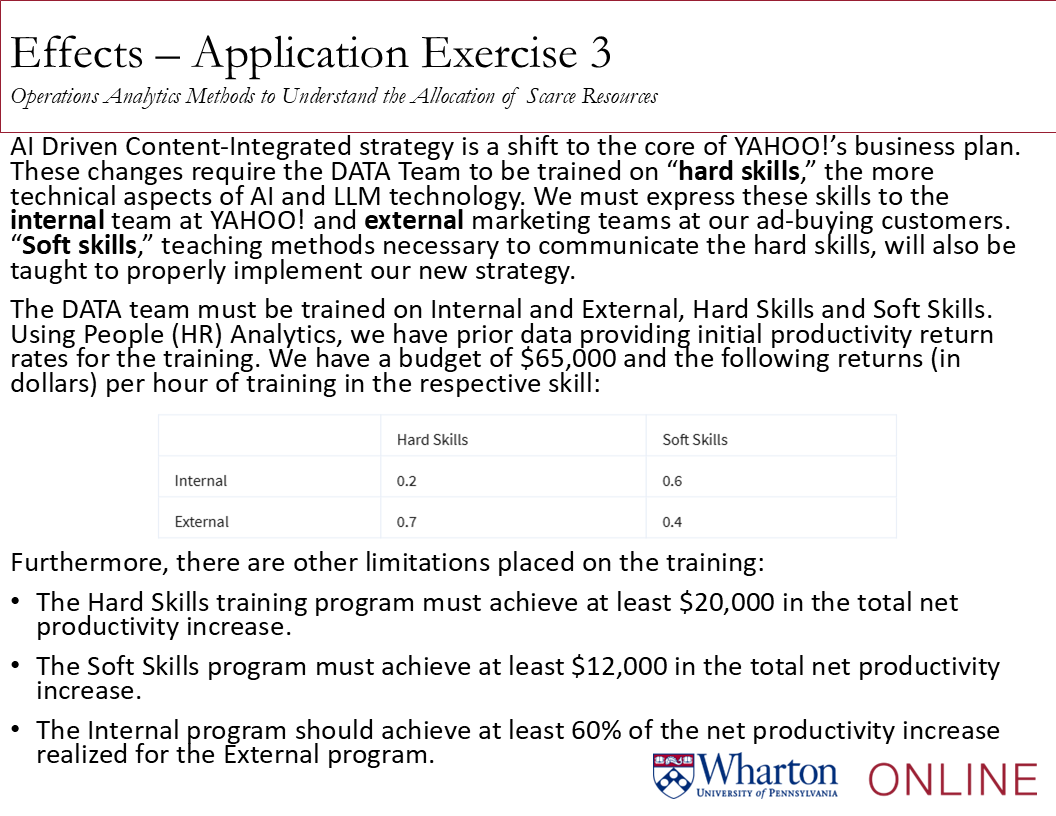 Effects – Application Exercise 3
Operations Analytics Methods to Understand the Allocation of Scarce Resources
AI Driven Content-Integrated strategy is a shift to the core of YAHOO!’s business plan.
These changes require the DATA Team to be trained on “hard skills,” the more
technical aspects of AI and LLM technology. We must express these skills to the
internal team at YAHOO! and external marketing teams at our ad-buying customers.
“Soft skills,” teaching methods necessary to communicate the hard skills, will also be
taught to properly implement our new strategy.
The DATA team must be trained on Internal and External, Hard Skills and Soft Skills.
Using People (HR) Analytics, we have prior data providing initial productivity return
rates for the training. We have a budget of $65,000 and the following returns (in
dollars) per hour of training in the respective skill:
Hard Skills Soft Skills
Internal 0.2 0.6
External 0.7 0.4
Furthermore, there are other limitations placed on the training:
• The Hard Skills training program must achieve at least $20,000 in the total net
productivity increase.
• The Soft Skills program must achieve at least $12,000 in the total net productivity
increase.
• The Internal program should achieve at least 60% of the net productivity increase
realized for the External program.
Wharton ONLINE
UNIVERSITY of PENNSYLVANIA